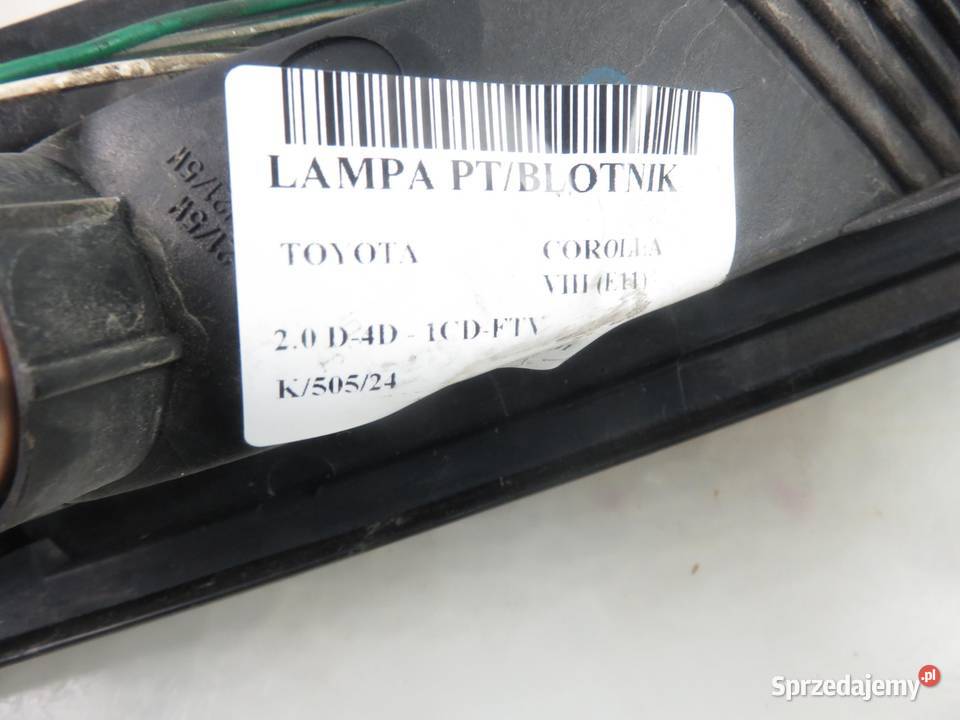 LAMPA PT/BŁOTNIK
TOYOTA
COROLLA
VIII (E11)
2.0 D-4D - 1CD-FTV
K/505/24
Sprzedajemy.pl